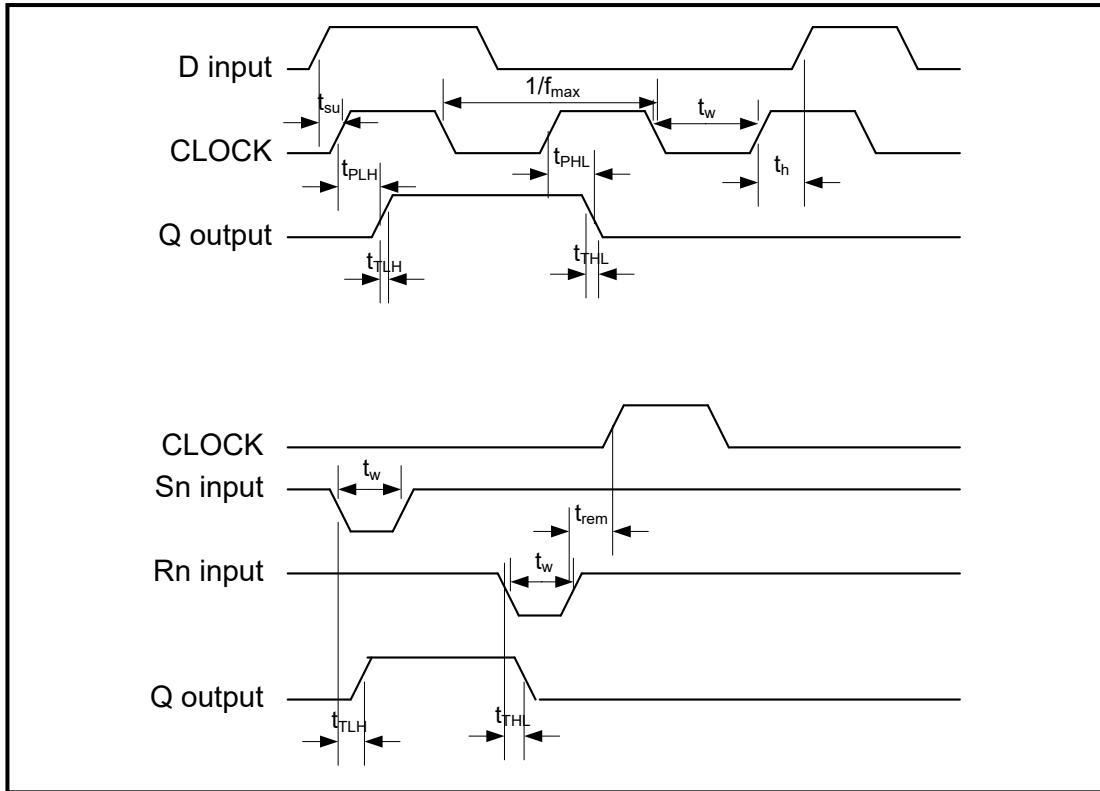 D input
1/fmax
tsu
tw
CLOCK
tPLH
tPHL
th
Q output
tTLH
tTHL
CLOCK
Sn input
tw
trem
Rn input
tw
Q output
tTLH
tTHL